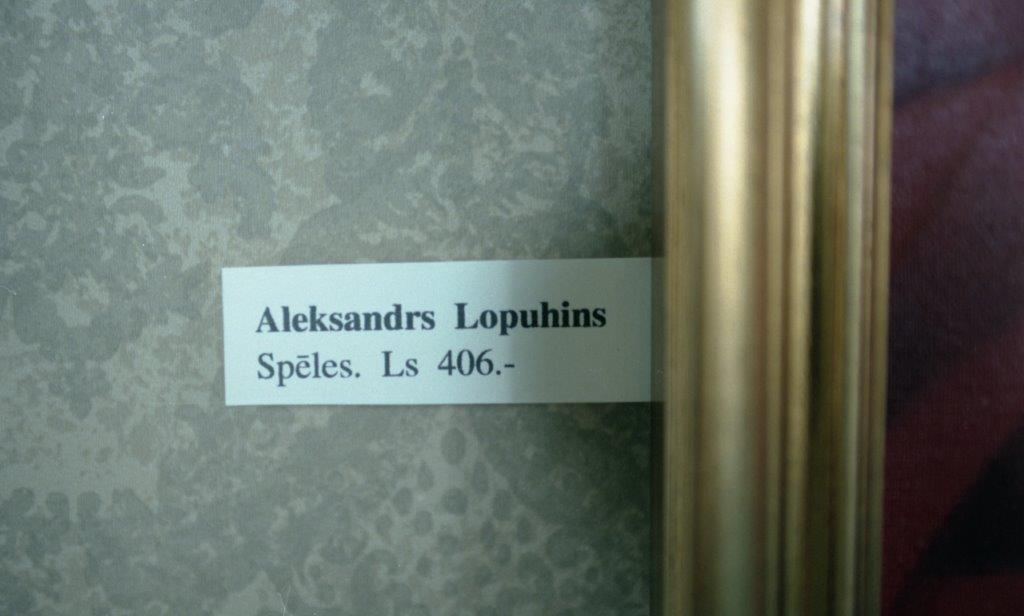 Aleksandrs Lopuhins
Spēles. Ls 406.-